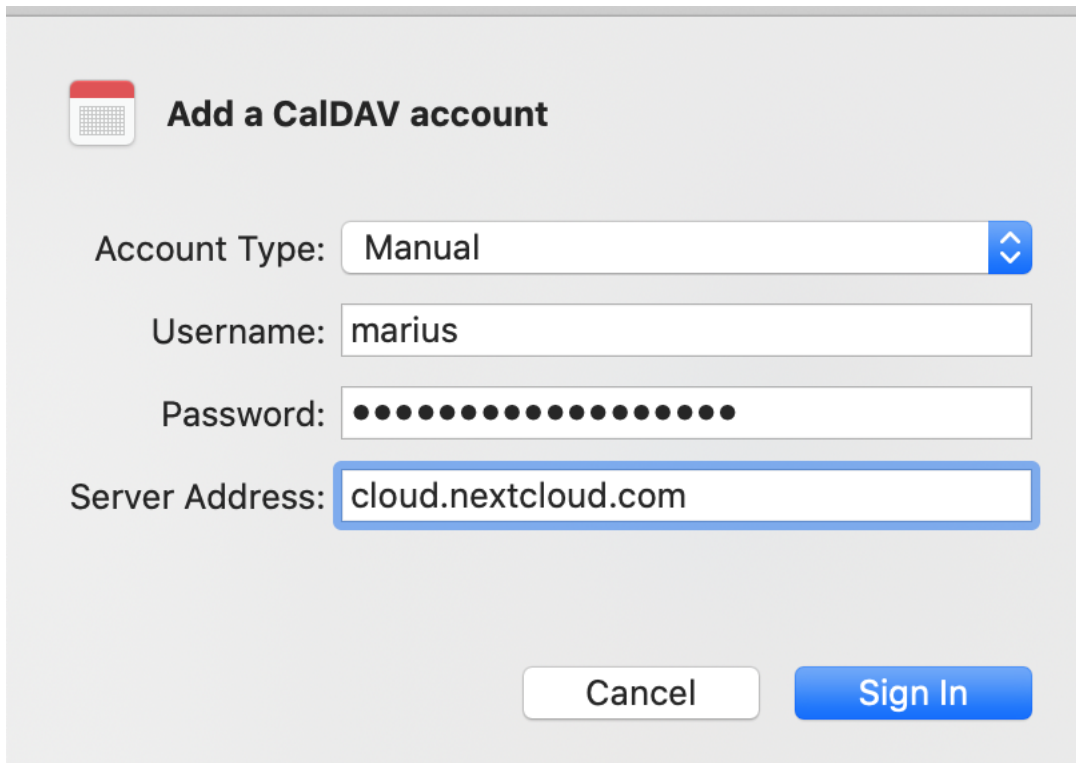 Add a CalDAV account
Account Type: Manual
Username: marius
Password: ••••••••••••••••••
Server Address: cloud.nextcloud.com
Cancel Sign In